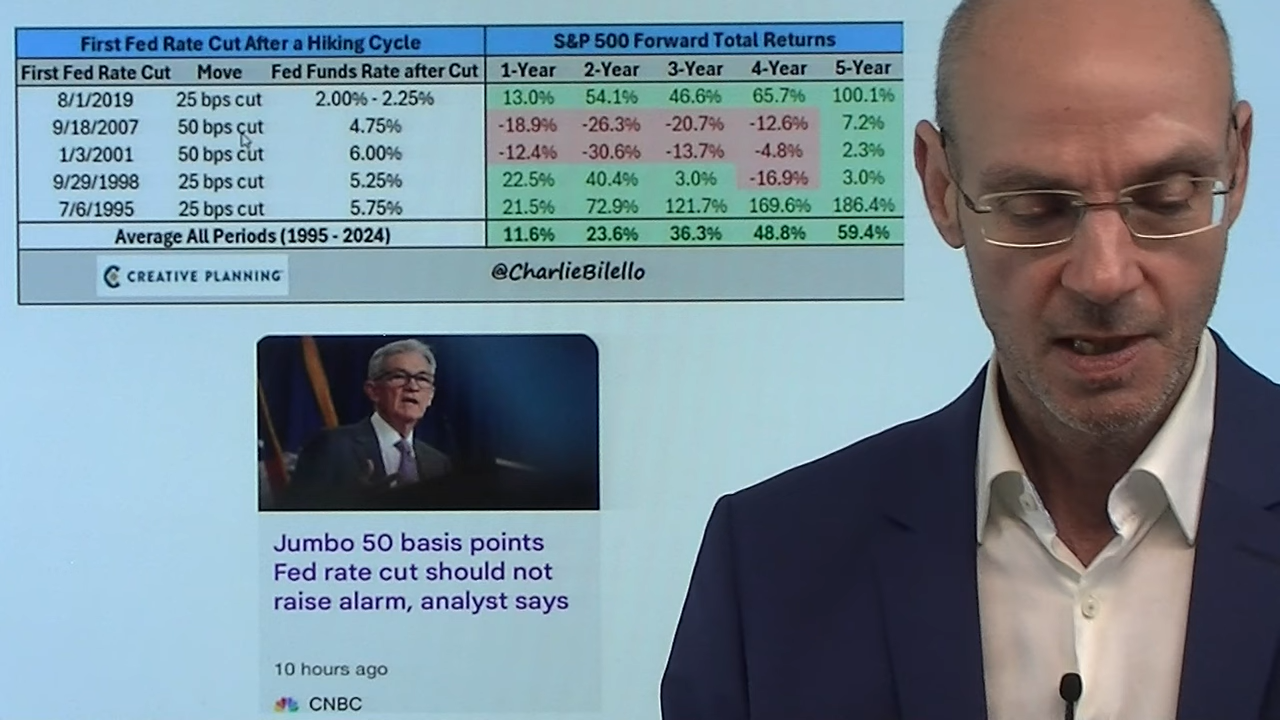 First Fed Rate Cut After a Hiking Cycle S&P 500 Forward Total Returns
First Fed Rate Cut Move Fed Funds Rate after Cut 1-Year 2-Year 3-Year 4-Year 5-Year
8/1/2019 25 bps cut 2.00% - 2.25% 13.0% 54.1% 46.6% 65.7% 100.1%
9/18/2007 50 bps cut 4.75% -18.9% -26.3% -20.7% -12.6% 7.2%
1/3/2001 50 bps cut 6.00% -12.4% -30.6% -13.7% -4.8% 2.3%
9/29/1998 25 bps cut 5.25% 22.5% 40.4% 3.0% -16.9% 3.0%
7/6/1995 25 bps cut 5.75% 21.5% 72.9% 121.7% 169.6% 186.4%
Average All Periods (1995 - 2024) 11.6% 23.6% 36.3% 48.8% 59.4%
CREATIVE PLANNING @CharlieBilello
Jumbo 50 basis points
Fed rate cut should not
raise alarm, analyst says
10 hours ago
CNBC